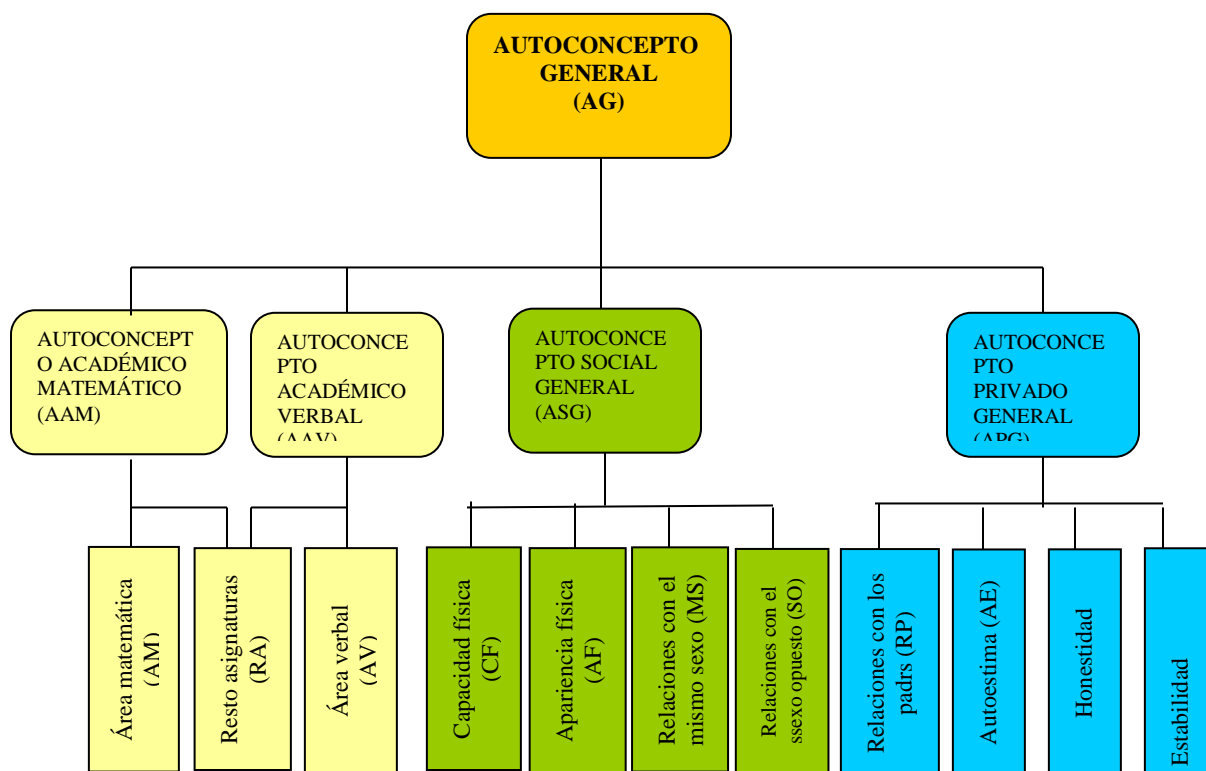 AUTOCONCEPTO
GENERAL
(AG)
AUTOCONCEPT
O ACADÉMICO
MATEMÁTICO
(AAM)
AUTOCONCE
PTO
ACADÉMICO
VERBAL
(AAV)
AUTOCONCE
PTO SOCIAL
GENERAL
(ASG)
AUTOCONCE
PTO
PRIVADO
GENERAL
(APG)
Área matemática
(AM)
Resto asignaturas
(RA)
Área verbal
(AV)
Capacidad física
(CF)
Apariencia física
(AF)
Relaciones con el
mismo sexo (MS)
Relaciones con el
ssexo opuesto (SO)
Relaciones con los
padrs (RP)
Autoestima (AE)
Honestidad
Estabilidad